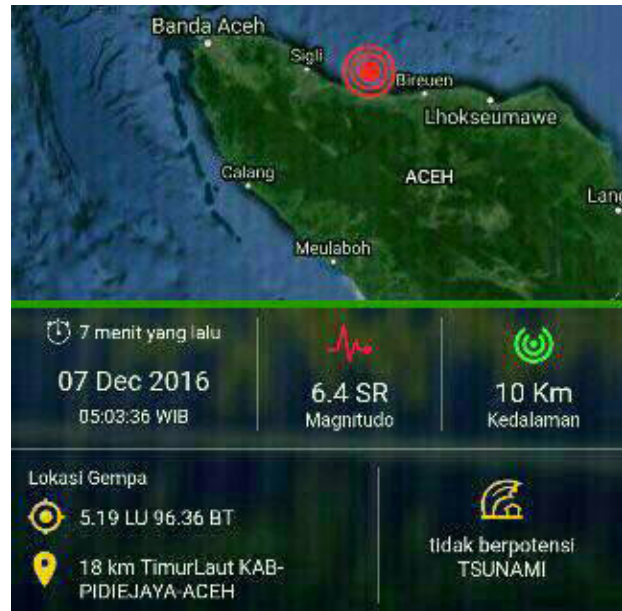 Banda Aceh
Sigli
Bireuen
Lhokseumawe
Calang
ACEH
Lang
Meulaboh
7 menit yang lalu
07 Dec 2016
05:03:36 WIB
6.4 SR
Magnitudo
10 Km
Kedalaman
Lokasi Gempa
5.19 LU 96.36 BT
18 km TimurLaut KAB-
PIDIEJAYA-ACEH
tidak berpotensi
TSUNAMI